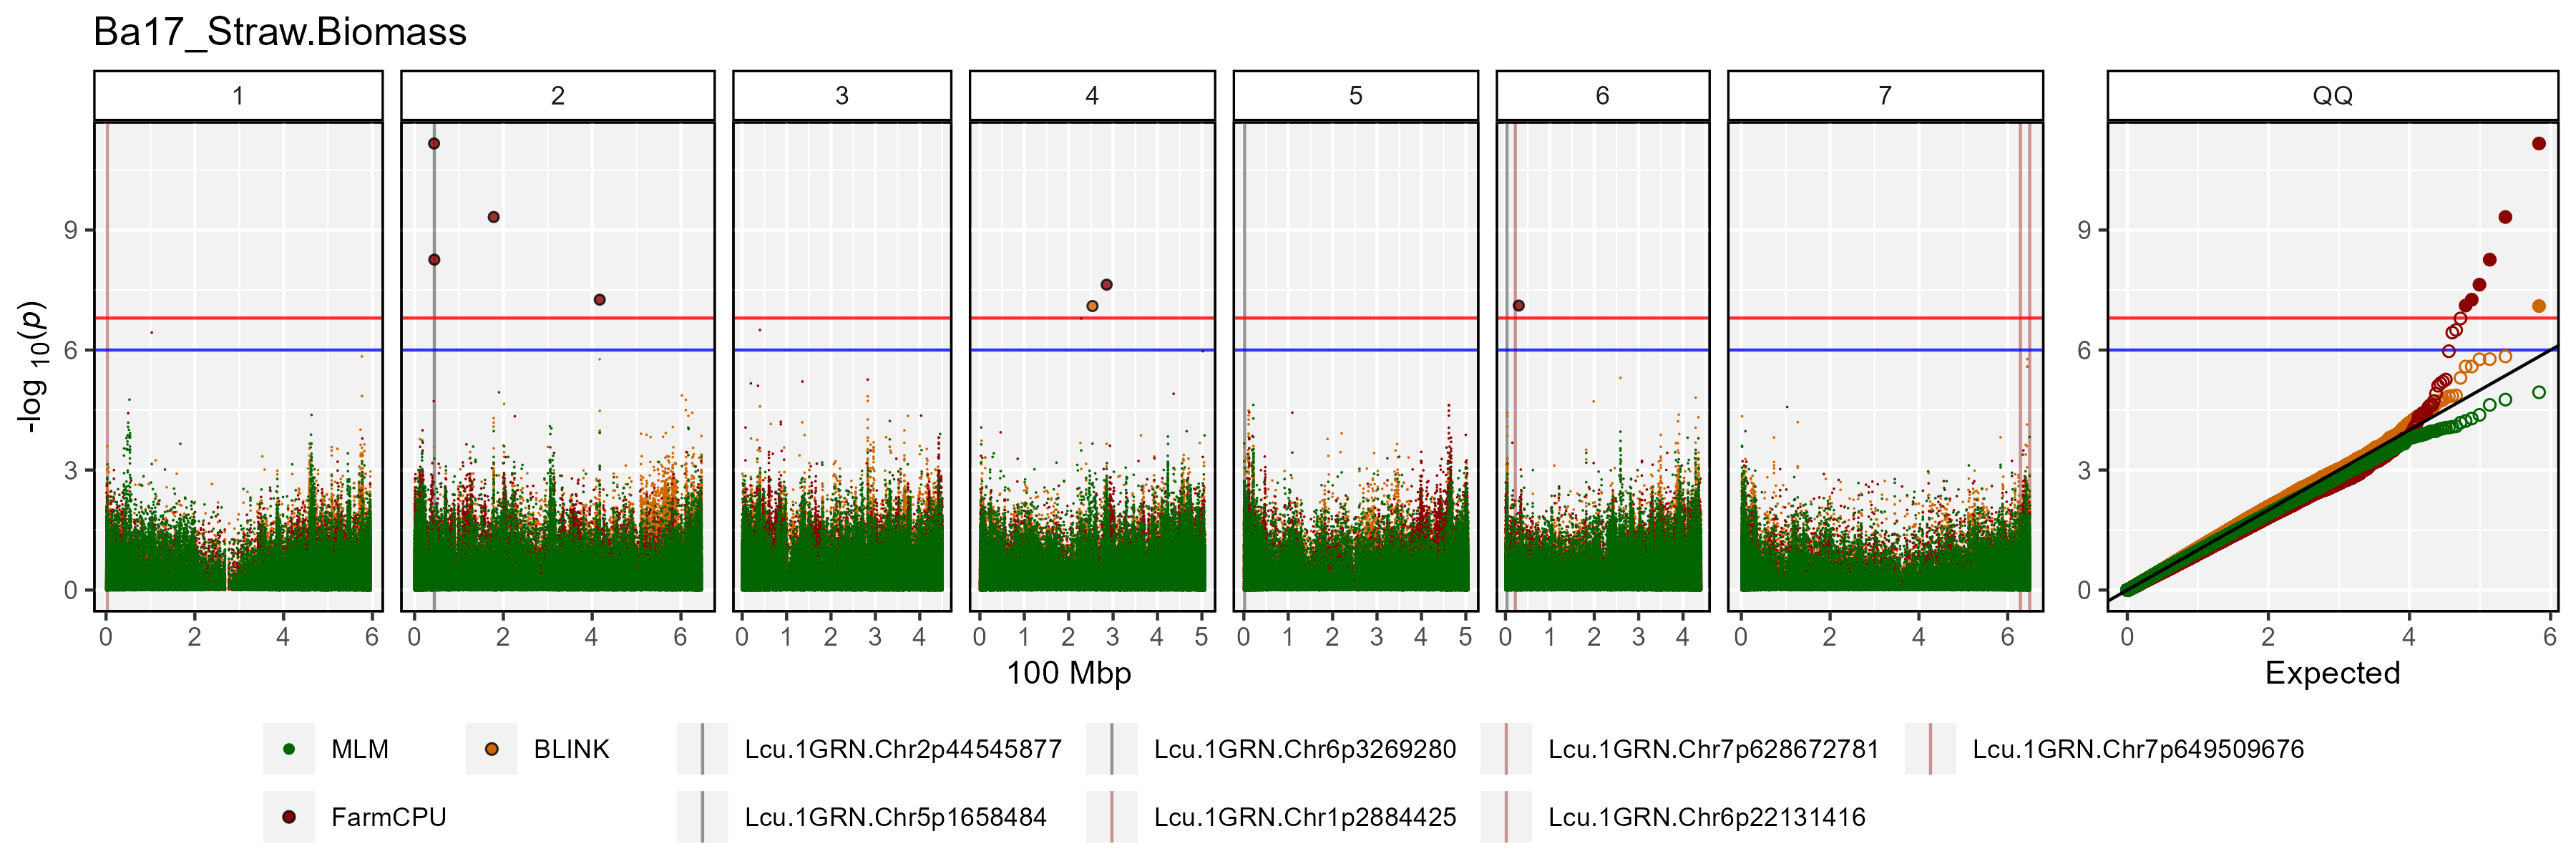 Ba17_Straw.Biomass
1 2 3 4 5 6 7 QQ
-log 10(p)
9 9
6 6
3 3
0 0
0 2 4 6 0 2 4 6 0 1 2 3 4 0 1 2 3 4 5 0 1 2 3 4 5 0 1 2 3 4 0 2 4 6 0 2 4 6
100 Mbp Expected
MLM BLINK Lcu.1GRN.Chr2p44545877 Lcu.1GRN.Chr6p3269280 Lcu.1GRN.Chr7p628672781 Lcu.1GRN.Chr7p649509676
FarmCPU Lcu.1GRN.Chr5p1658484 Lcu.1GRN.Chr1p2884425 Lcu.1GRN.Chr6p22131416